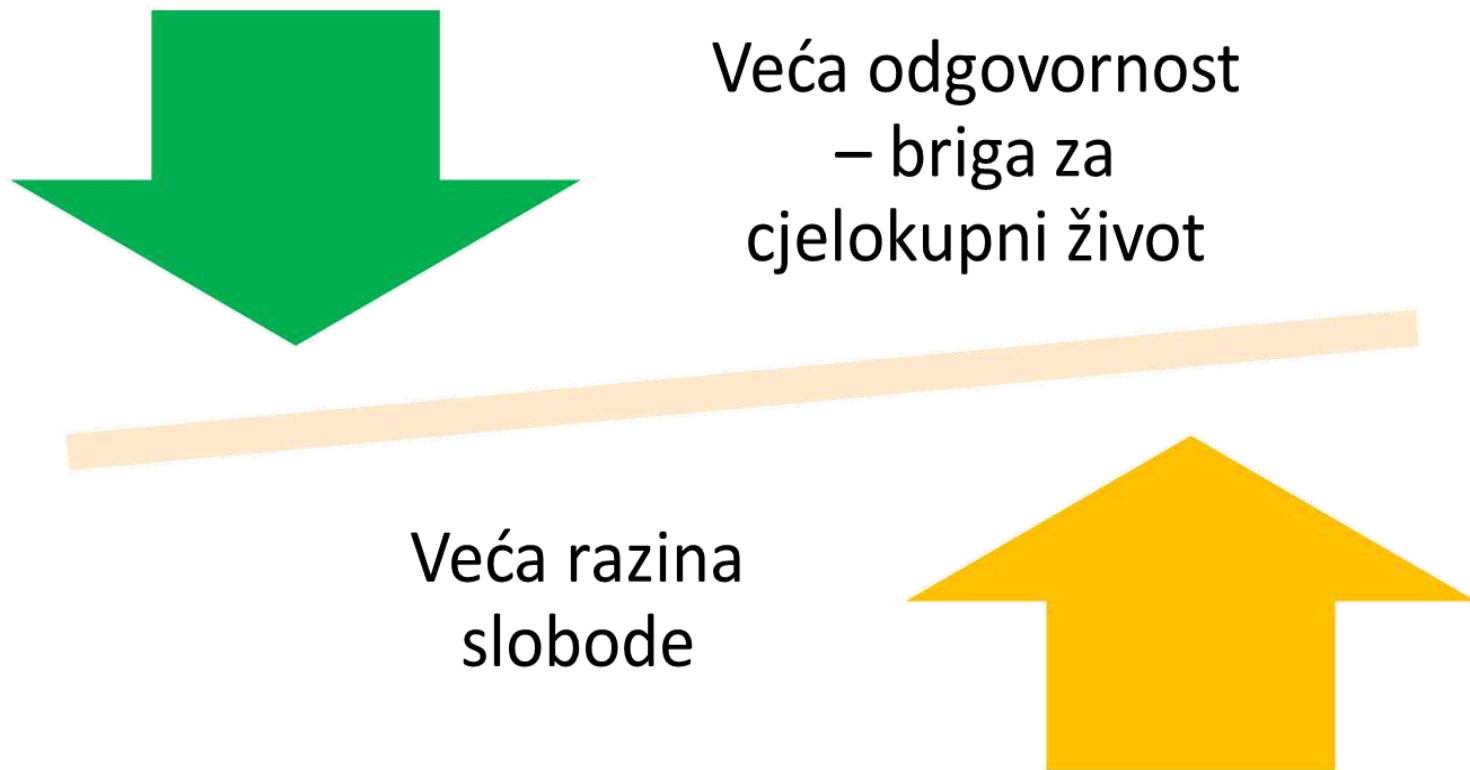 Veća odgovornost
– briga za
cjelokupni život
Veća razina
slobode